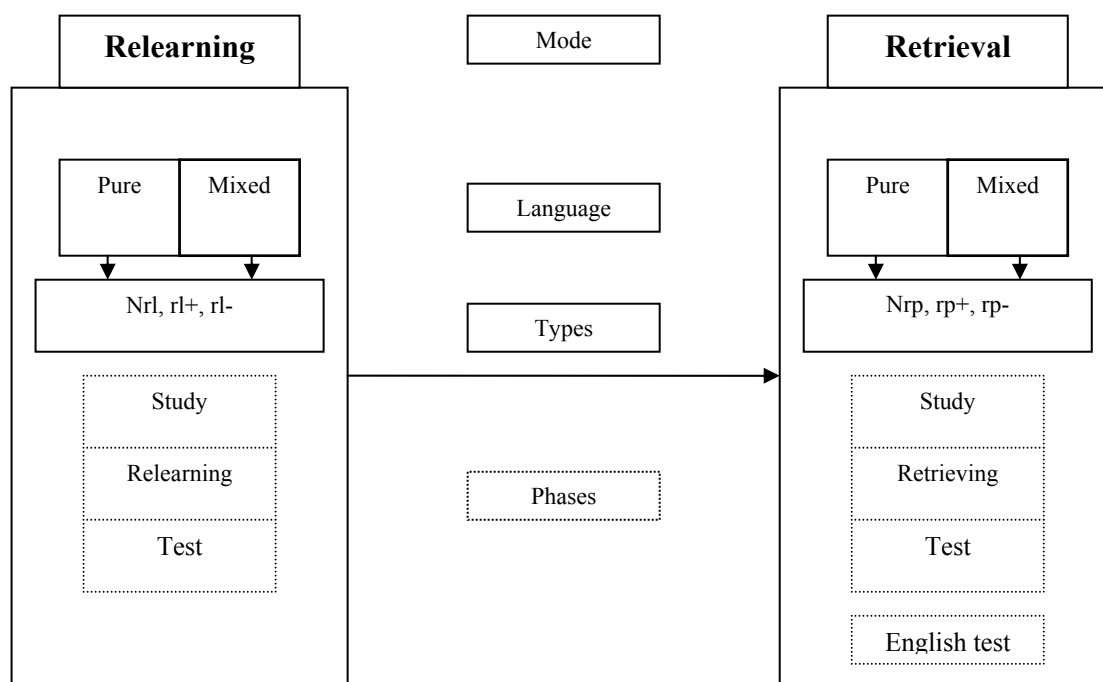 Relearning
Mode
Retrieval
Pure
Mixed
Language
Pure
Mixed
Nrl, rl+, rl-
Types
Nrp, rp+, rp-
Study
Study
Relearning
Phases
Retrieving
Test
Test
English test